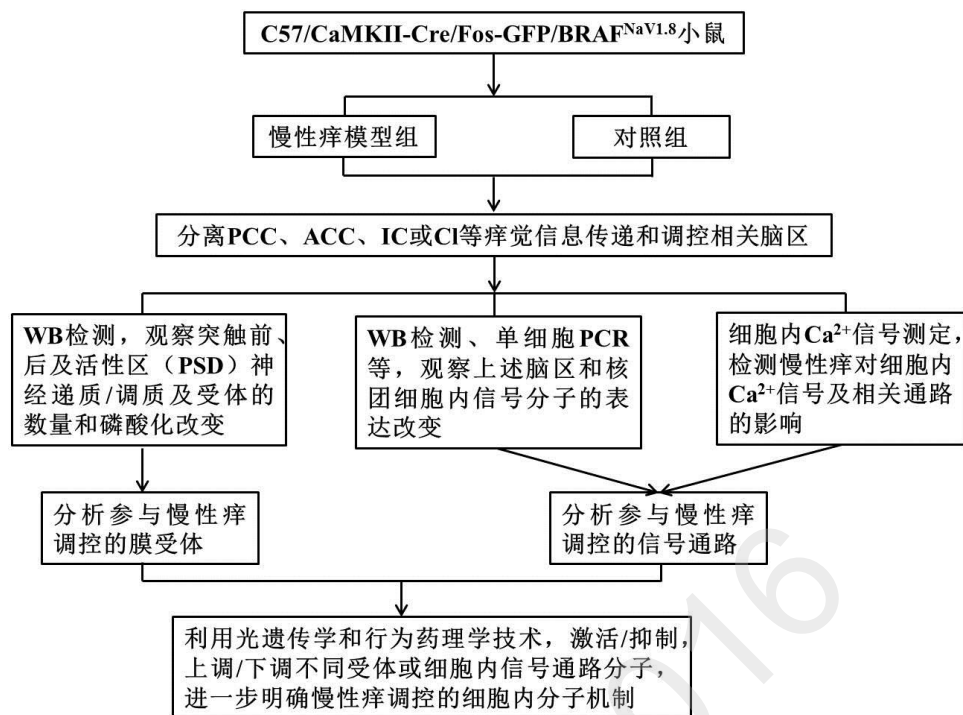 C57/CaMKII-Cre/Fos-GFP/BRAF^NaV1.8小鼠
慢性痒模型组
对照组
分离PCC、ACC、IC或Cl等痒觉信息传递和调控相关脑区
WB检测，观察突触前、
后及活性区（PSD）神
经递质/调质及受体的
数量和磷酸化改变
WB检测、单细胞PCR
等，观察上述脑区和核
团细胞内信号分子的表
达改变
细胞内Ca²⁺信号测定，
检测慢性痒对细胞内
Ca²⁺信号及相关通路
的影响
分析参与慢性痒
调控的膜受体
分析参与慢性痒
调控的信号通路
利用光遗传学和行为药理学技术，激活/抑制，
上调/下调不同受体或细胞内信号通路分子，
进一步明确慢性痒调控的细胞内分子机制
016